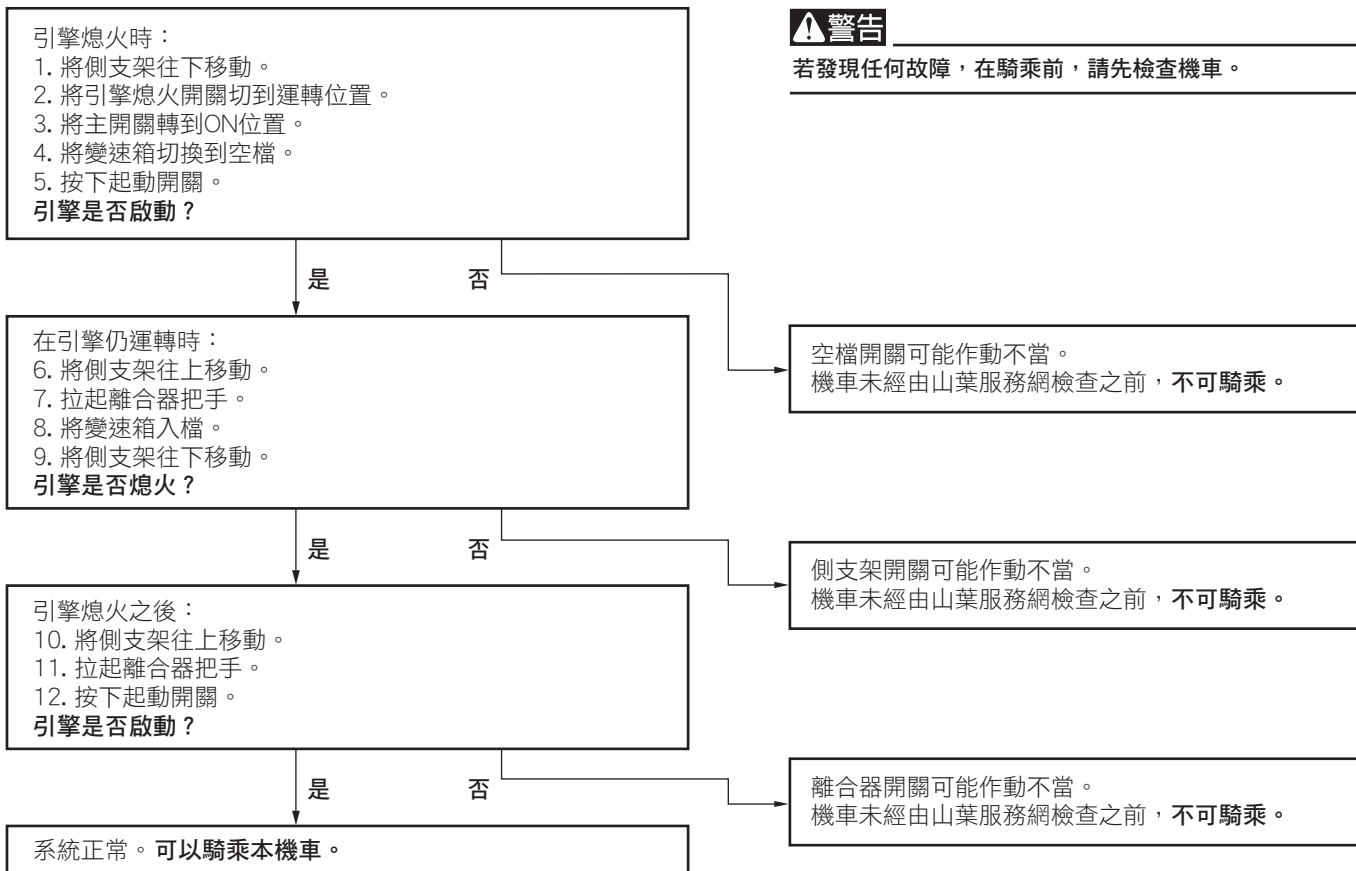 引擎熄火時：
1. 將側支架往下移動。
2. 將引擎熄火開關切到運轉位置。
3. 將主開關轉到ON位置。
4. 將變速箱切換到空檔。
5. 按下起動開關。
引擎是否啟動？
警告
若發現任何故障，在騎乘前，請先檢查機車。
是
否
在引擎仍運轉時：
6. 將側支架往上移動。
7. 拉起離合器把手。
8. 將變速箱入檔。
9. 將側支架往下移動。
引擎是否熄火？
空檔開關可能作動不當。
機車未經由山葉服務網檢查之前，不可騎乘。
是
否
引擎熄火之後：
10. 將側支架往上移動。
11. 拉起離合器把手。
12. 按下起動開關。
引擎是否啟動？
側支架開關可能作動不當。
機車未經由山葉服務網檢查之前，不可騎乘。
是
否
系統正常。可以騎乘本機車。
離合器開關可能作動不當。
機車未經由山葉服務網檢查之前，不可騎乘。